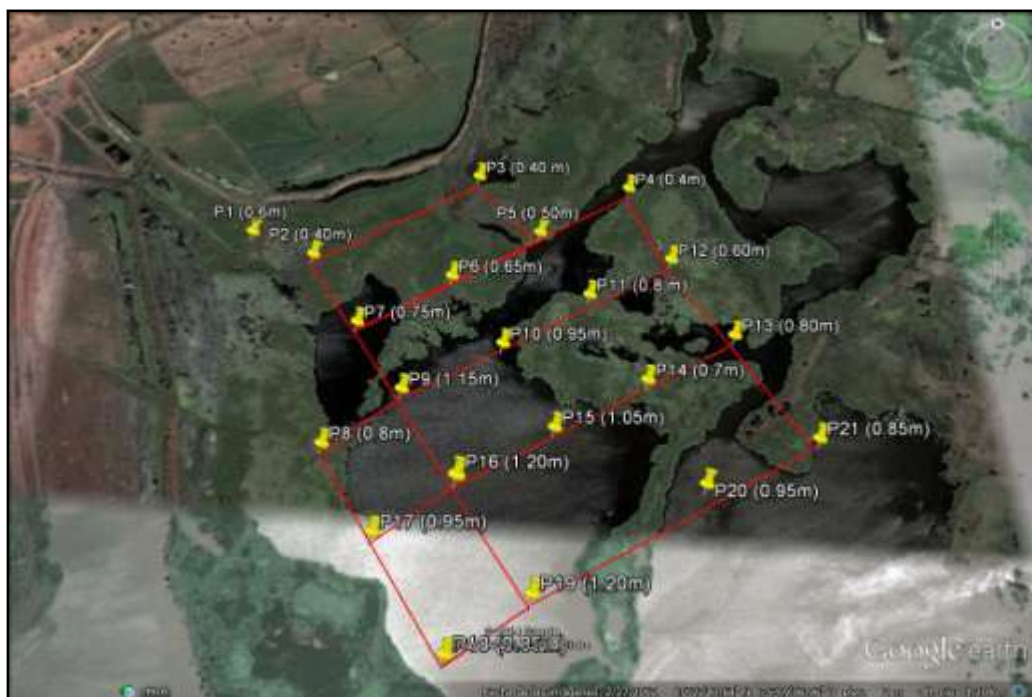 P3 (0.40 m)
P4 (0.4m)
P1 (0.6m)
P2 (0.40m)
P5 (0.50m)
P12 (0.60m)
P6 (0.65m)
P11 (0.8 m)
P7 (0.75m)
P13 (0.80m)
P10 (0.95m)
P14 (0.7m)
P9 (1.15m)
P15 (1.05m)
P21 (0.85m)
P8 (0.8m)
P16 (1.20m)
P20 (0.95m)
P17 (0.95m)
P19 (1.20m)
Google earth